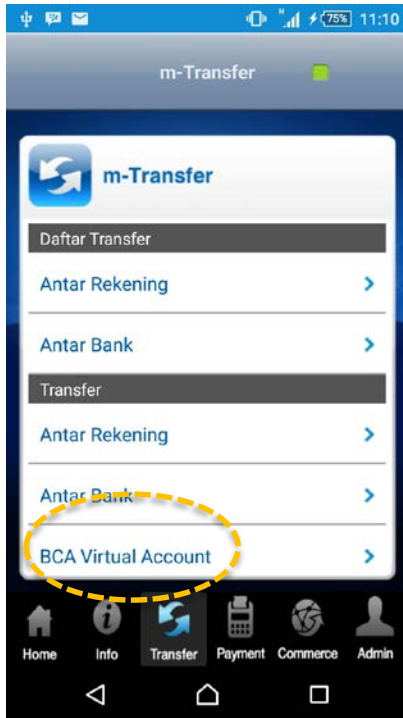 75% 11:10
m-Transfer
m-Transfer
Daftar Transfer
Antar Rekening
Antar Bank
Transfer
Antar Rekening
Antar Bank
BCA Virtual Account
Home Info Transfer Payment Commerce Admin